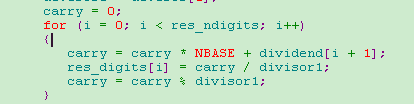 carry = 0;
for (i = 0; i < res_ndigits; i++)
{
carry = carry * NBASE + dividend[i + 1];
res_digits[i] = carry / divisor1;
carry = carry % divisor1;
}